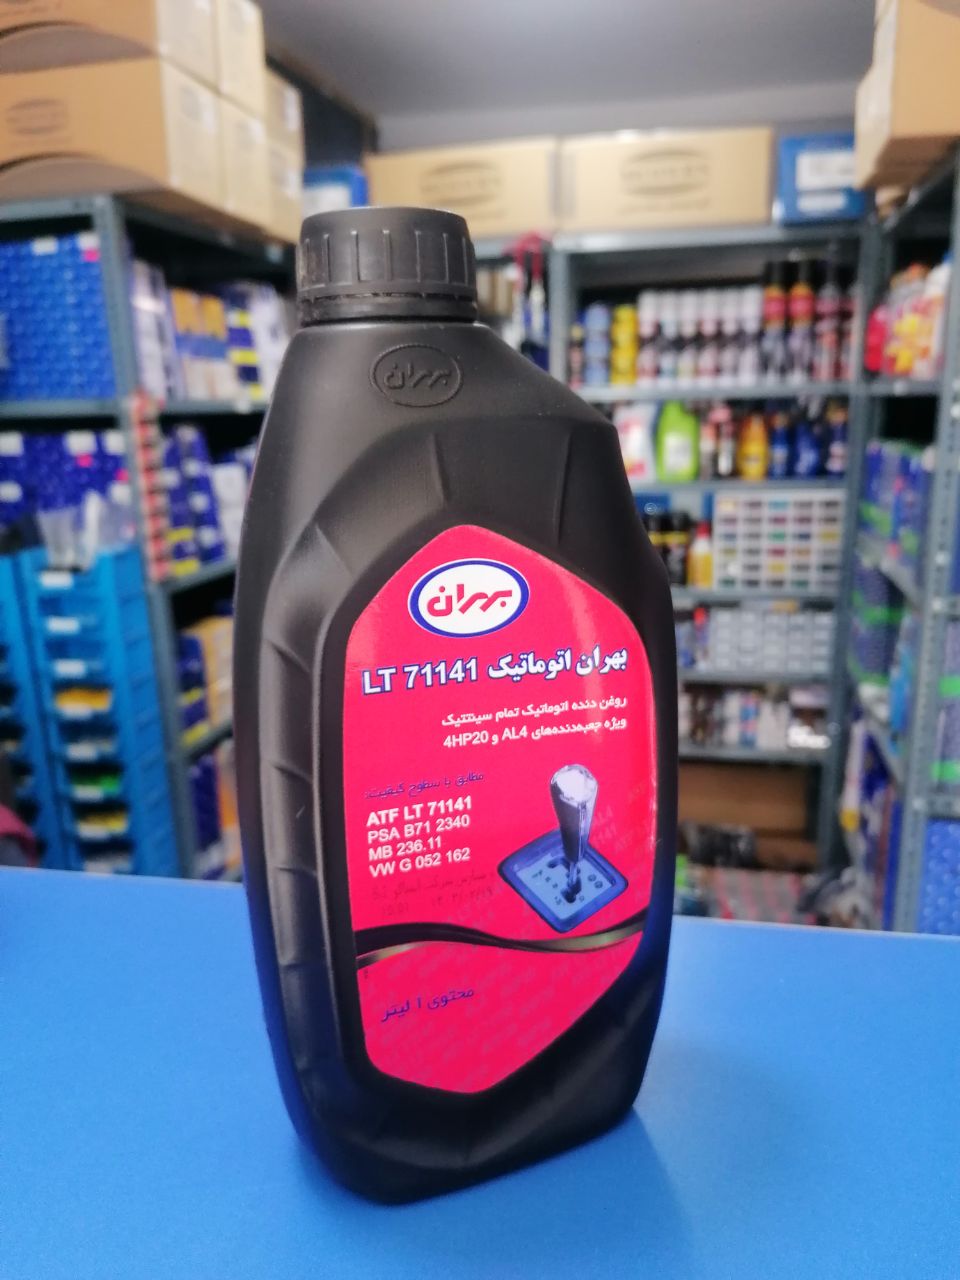 بهران
بهران
بهران اتوماتیک LT 71141
روغن دنده اتوماتیک تمام سینتتیک
ویژه جعبه‌دنده‌های AL4 و 4HP20
مطابق با سطوح کیفیت:
ATF LT 71141
PSA B71 2340
MB 236.11
VW G 052 162
محتوی ۱ لیتر